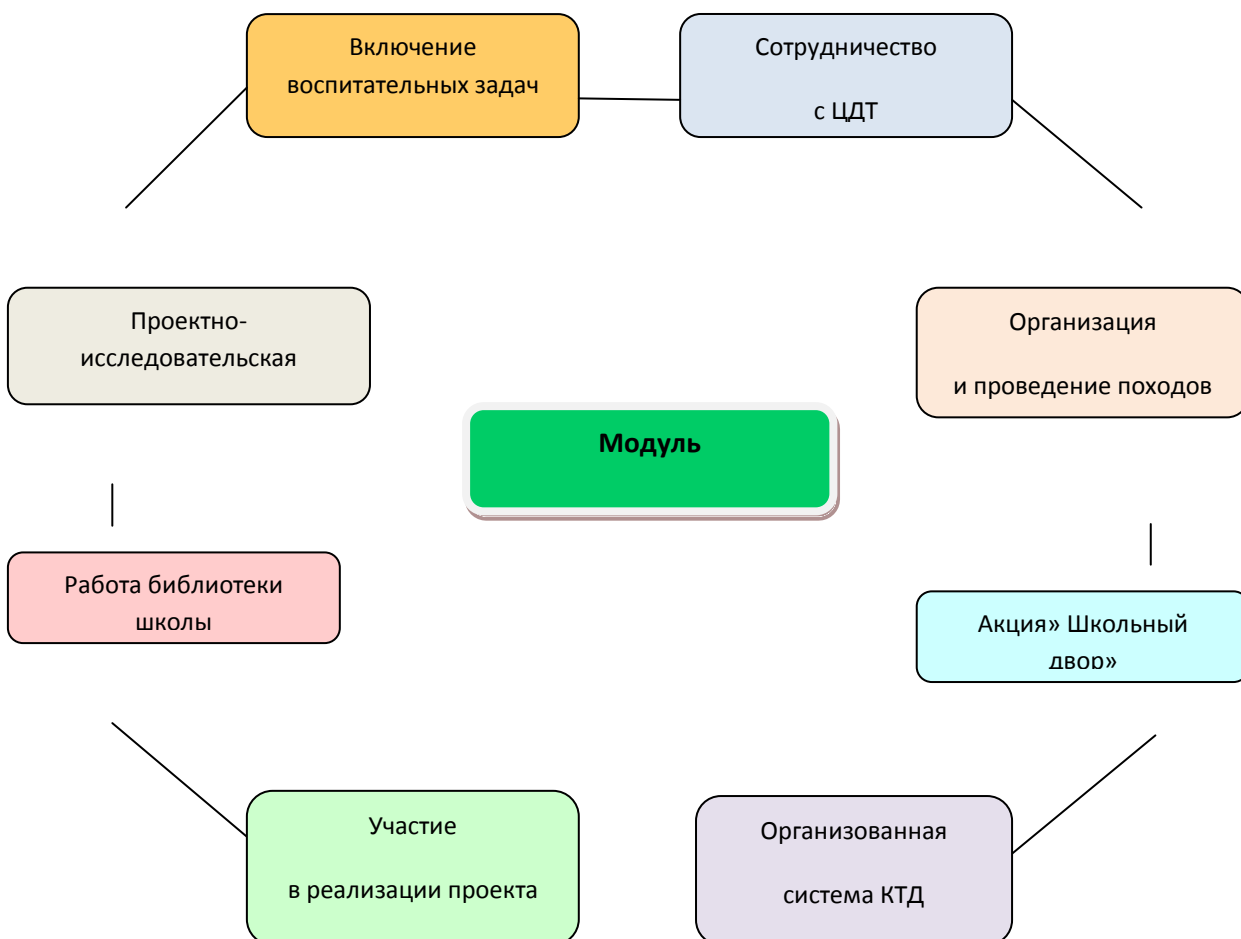 Включение
воспитательных задач
Сотрудничество
с ЦДТ
Проектно-
исследовательская
Организация
и проведение походов
Модуль
Работа библиотеки
школы
Акция» Школьный
двор»
Участие
в реализации проекта
Организованная
система КТД